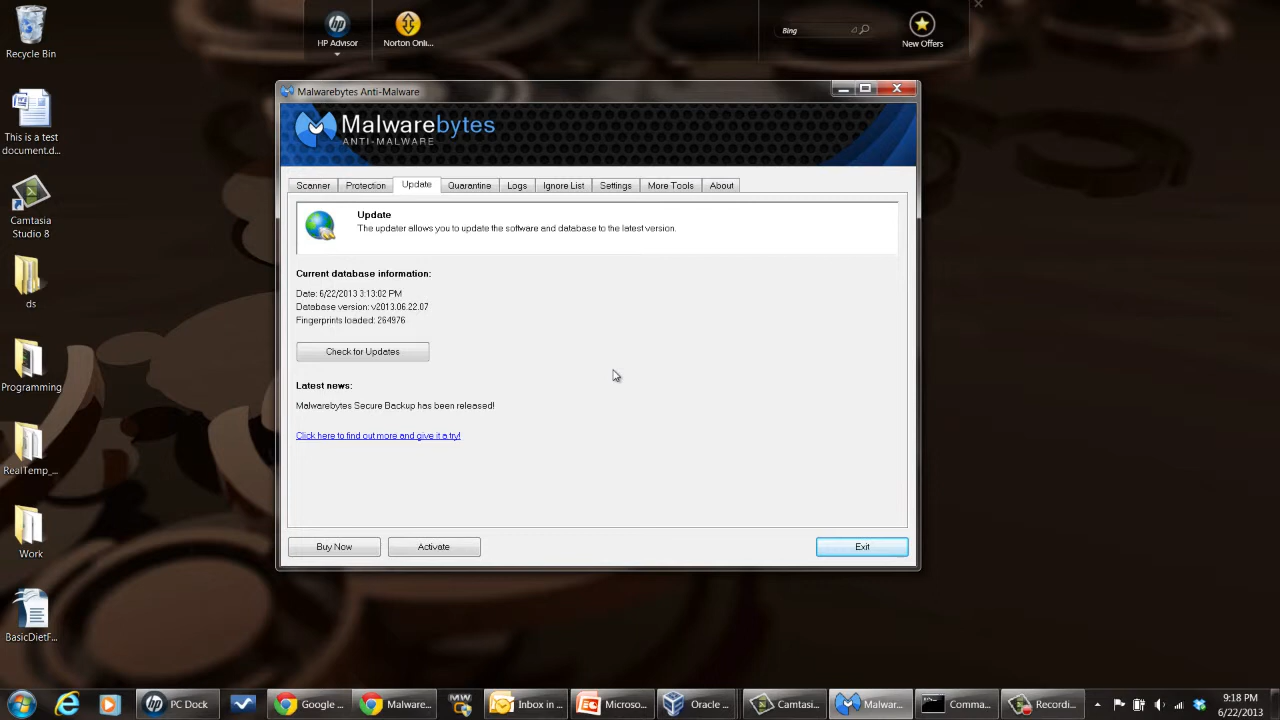 HP Advisor
Norton Onli...
Bing
New Offers
Recycle Bin
This is a test
document.d...
Camtasia
Studio 8
ds
Programming
RealTemp_...
Work
BasicDietF...
Malwarebytes Anti-Malware
Malwarebytes
ANTI-MALWARE
Scanner
Protection
Update
Quarantine
Logs
Ignore List
Settings
More Tools
About
Update
The updater allows you to update the software and database to the latest version.
Current database information:
Date: 6/22/2013 3:13:02 PM
Database version: v2013.06.22.07
Fingerprints loaded: 264976
Check for Updates
Latest news:
Malwarebytes Secure Backup has been released!
Click here to find out more and give it a try!
Buy Now
Activate
Exit
PC Dock
Google ...
Malware...
MW
Inbox in ...
Microso...
Oracle ...
Camtasi...
Malwar...
Comma...
Recordi...
9:18 PM
6/22/2013